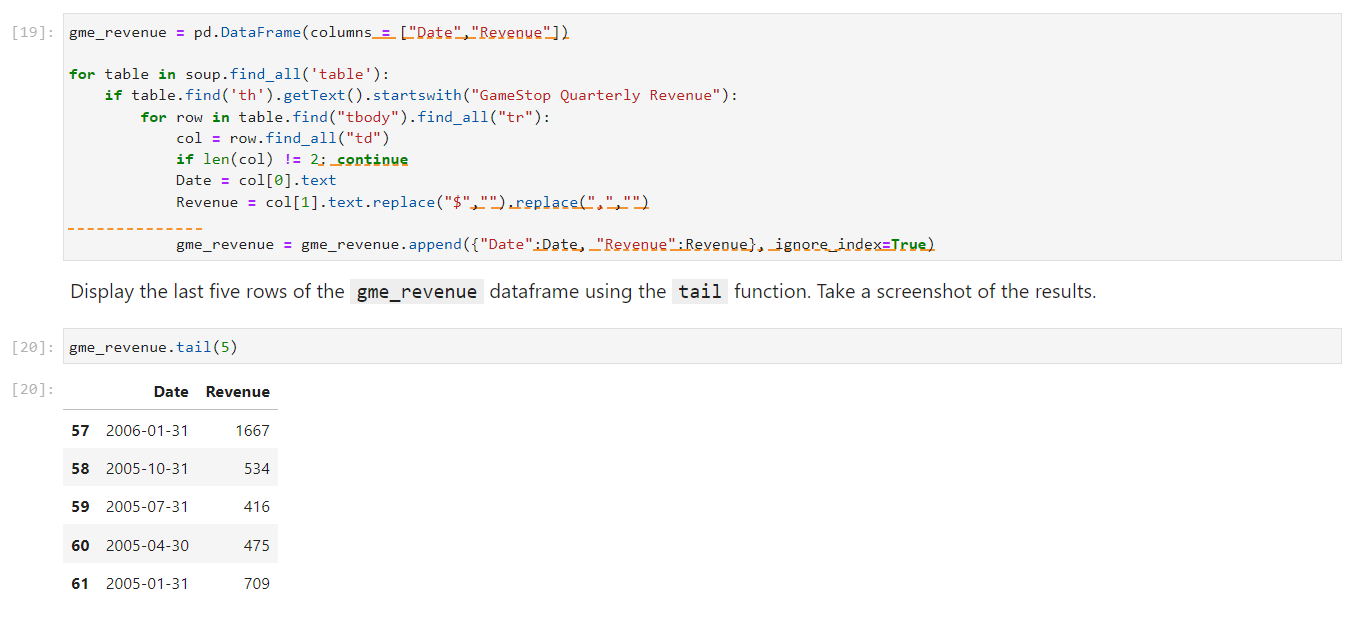 [19]: gme_revenue = pd.DataFrame(columns = ["Date","Revenue"])
for table in soup.find_all('table'):
    if table.find('th').getText().startswith("GameStop Quarterly Revenue"):
        for row in table.find("tbody").find_all("tr"):
            col = row.find_all("td")
            if len(col) != 2: continue
            Date = col[0].text
            Revenue = col[1].text.replace("$","").replace(",","")
            gme_revenue = gme_revenue.append({"Date":Date, "Revenue":Revenue}, ignore_index=True)
Display the last five rows of the gme_revenue dataframe using the tail function. Take a screenshot of the results.
[20]: gme_revenue.tail(5)
[20]: Date Revenue
57 2006-01-31 1667
58 2005-10-31 534
59 2005-07-31 416
60 2005-04-30 475
61 2005-01-31 709